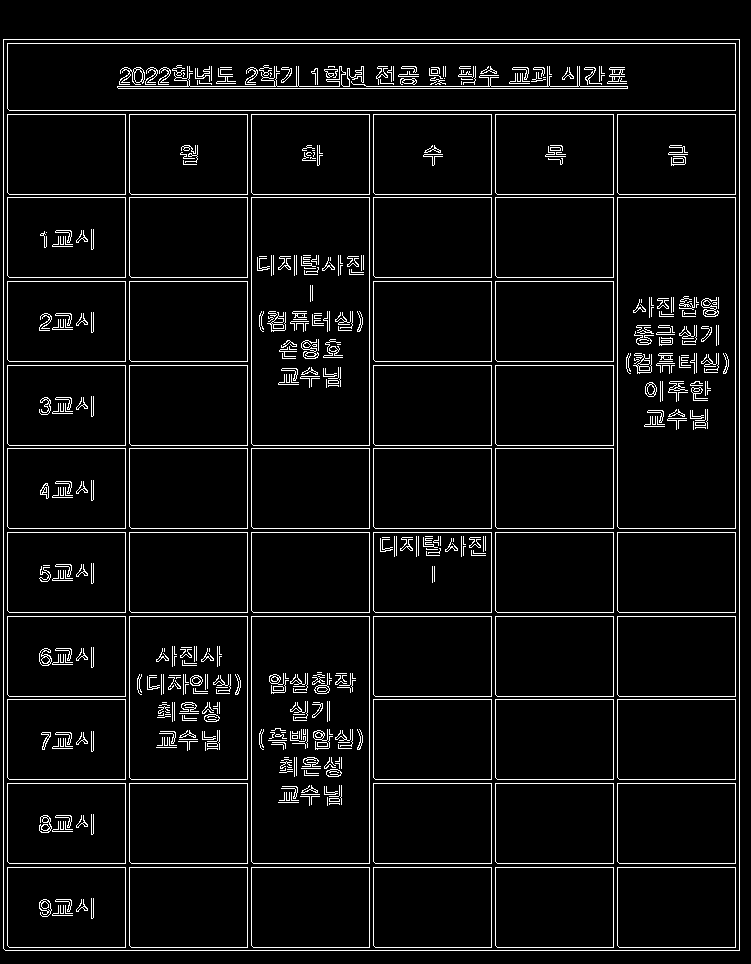 2022학년도 2학기 1학년 전공 및 필수 교과 시간표
월 화 수 목 금
1교시
2교시
3교시
4교시
5교시
6교시
7교시
8교시
9교시
사진사
(디자인실)
최온성
교수님
디지털사진
I
(컴퓨터실)
손영호
교수님
암실창작
실기
(흑백암실)
최온성
교수님
디지털사진
I
사진촬영
중급실기
(컴퓨터실)
이주한
교수님